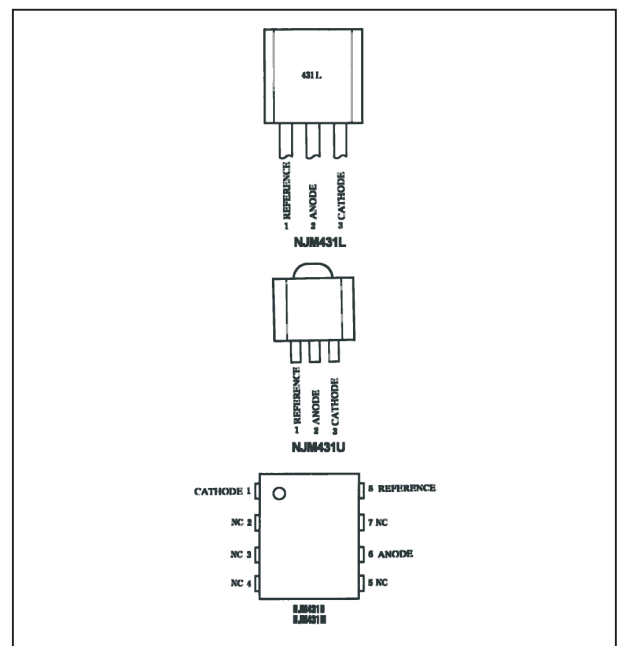 431 L
1 REFERENCE
2 ANODE
3 CATHODE
NJM431L
1 REFERENCE
2 ANODE
3 CATHODE
NJM431U
CATHODE 1
8 REFERENCE
NC 2
7 NC
NC 3
6 ANODE
NC 4
5 NC